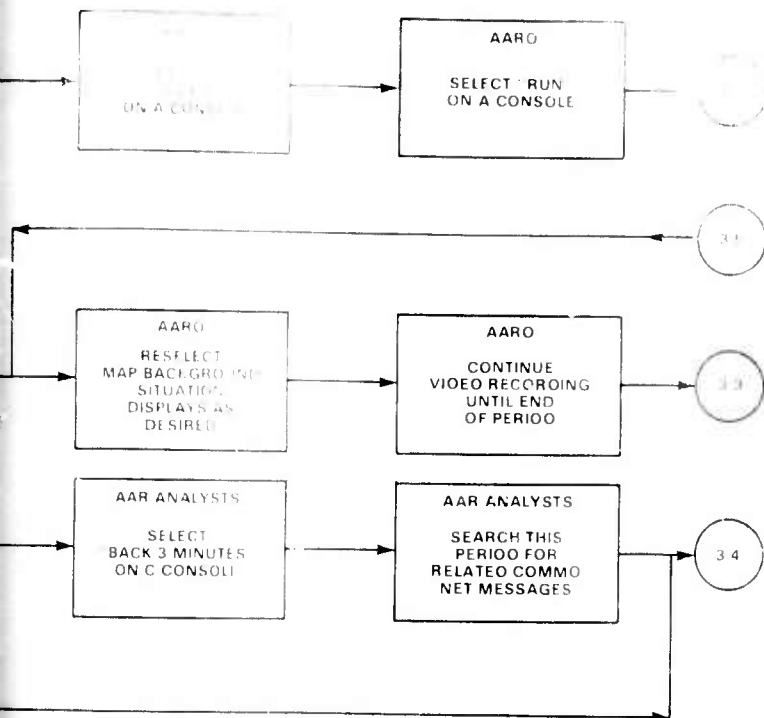 ON A
AARO
SELECT RUN
ON A CONSOLE
AARO
RESELECT
MAP BACKGROUND
SITUATION
DISPLAYS AS
DESIRED
AARO
CONTINUE
VIDEO RECORDING
UNTIL END
OF PERIOD
3.3
AAR ANALYSTS
SELECT
BACK 3 MINUTES
ON C CONSOLE
AAR ANALYSTS
SEARCH THIS
PERIOD FOR
RELATED COMMO
NET MESSAGES
3.4